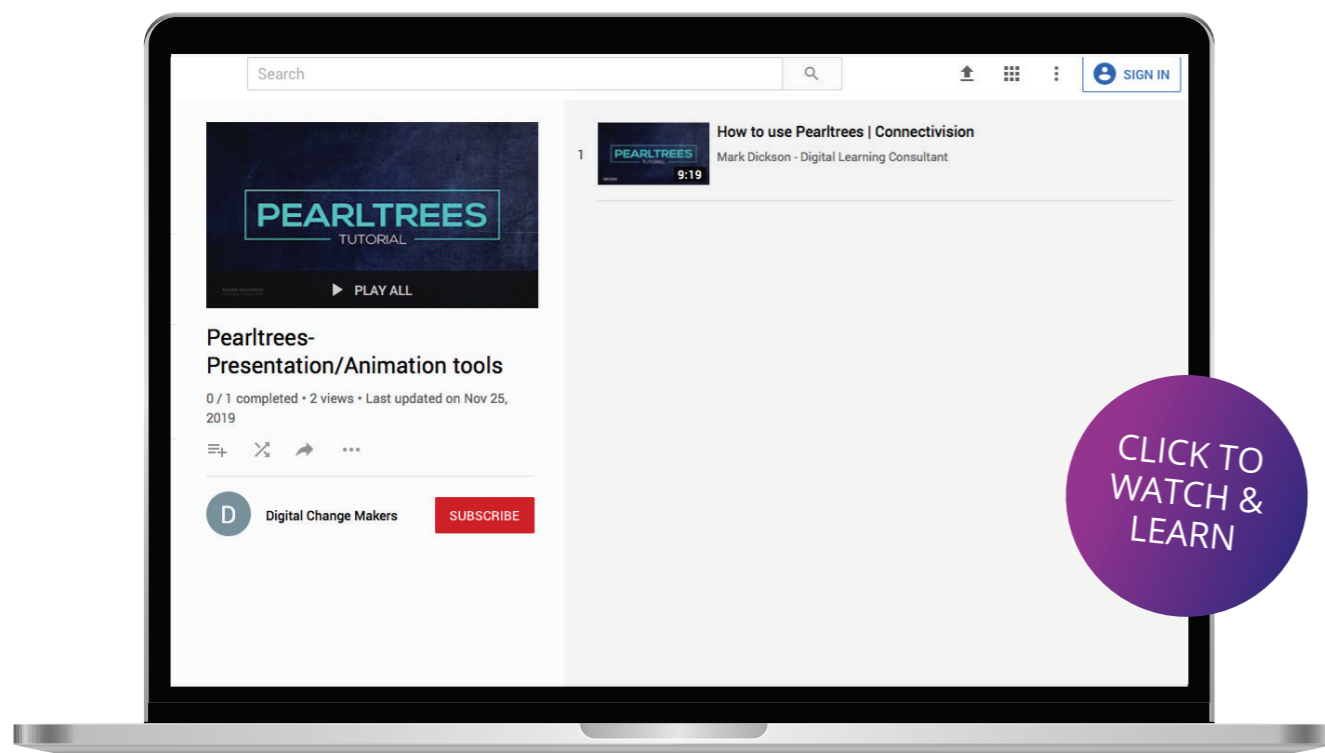 Search
SIGN IN
PEARLTREES
TUTORIAL
PLAY ALL
Pearltrees-
Presentation/Animation tools
0 / 1 completed • 2 views • Last updated on Nov 25,
2019
D
Digital Change Makers
SUBSCRIBE
1
PEARLTREES
TUTORIAL
9:19
How to use Pearltrees | Connectivision
Mark Dickson - Digital Learning Consultant
CLICK TO
WATCH &
LEARN